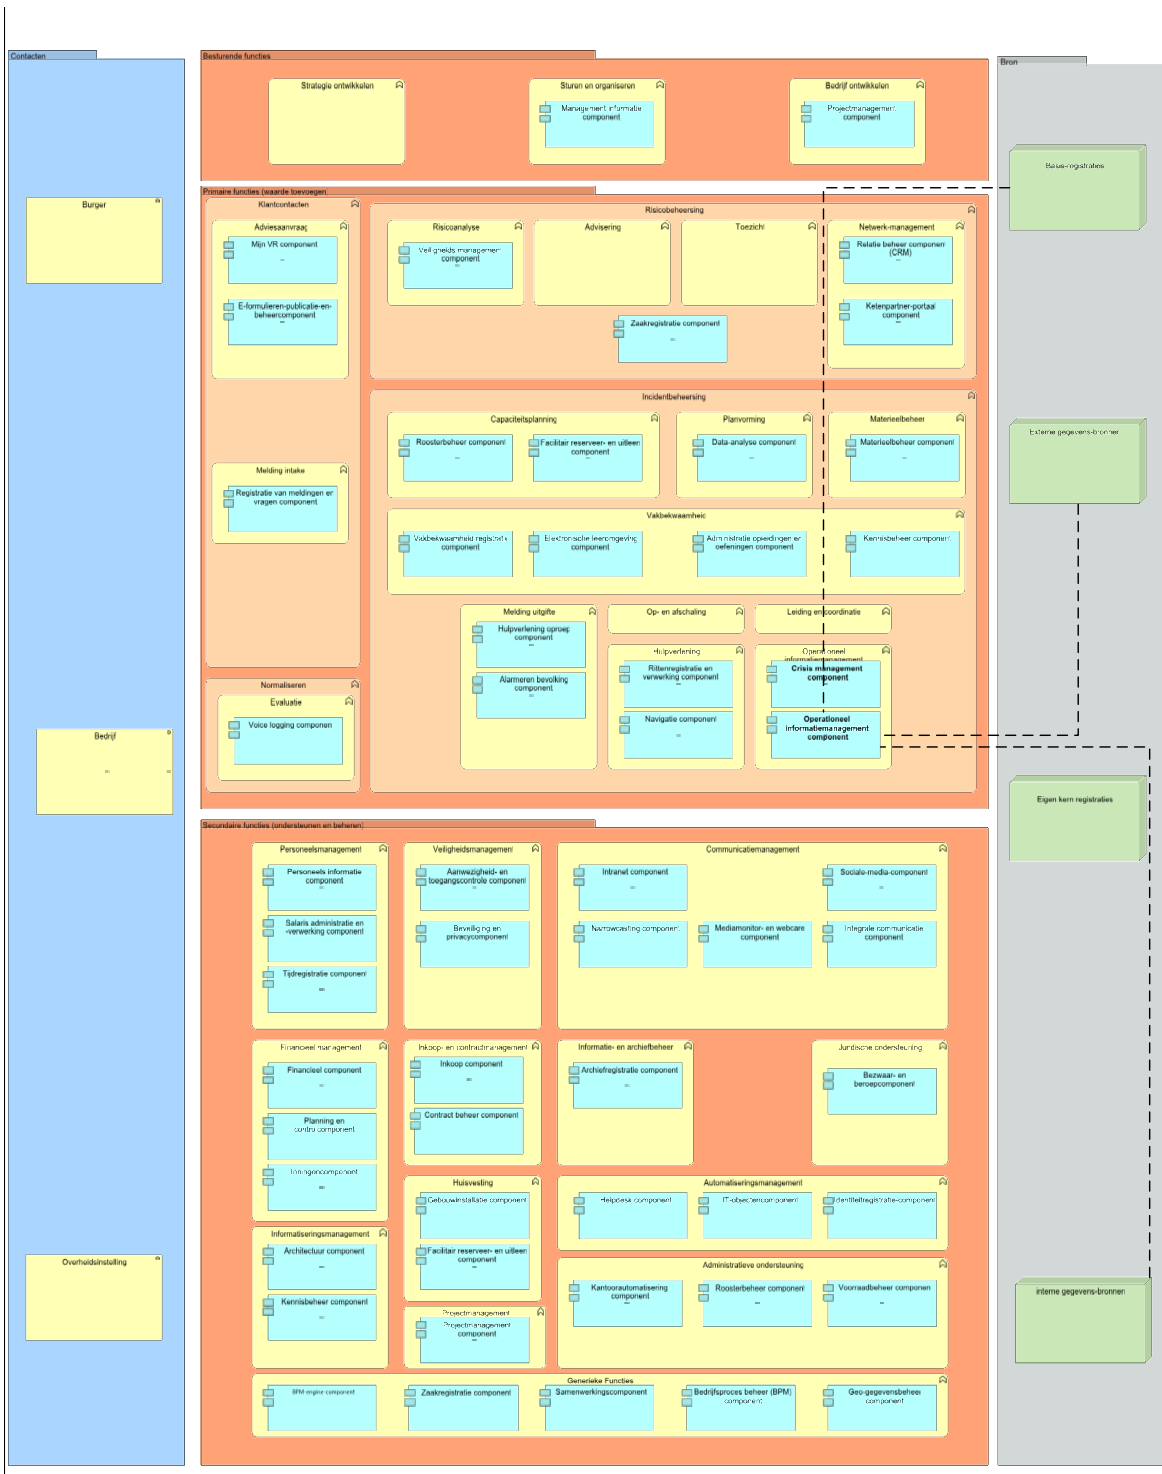 Contacten
Burger
Bedrijf
Overheidsinstelling
Besturende functies
Strategie ontwikkelen
Sturen en organiseren
Management informatie
component
Bedrijf ontwikkelen
Projectmanagement
component
Primaire functies (waarde toevoegen
Klantcontacten
Adviesaanvraag
Mijn VR component
E-formulieren-publicatie-en-
beheercomponent
Melding intake
Registratie van meldingen en
vragen component
Normaliseren
Evaluatie
Voice logging component
Risicobeheersing
Risicoanalyse
Veiligheids management
component
Advisering
Toezicht
Netwerk-management
Relatie beheer component
(CRM)
Ketenpartner-portaal
component
Zaakregistratie component
Incidentbeheersing
Capaciteitsplanning
Roosterbeheer component
Facilitair reserveer- en uitleen
component
Planvorming
Data-analyse component
Materieelbeheer
Materieelbeheer component
Vakbekwaamheid
Vakbekwaamheid registratie
component
Elektronische leeromgeving
component
Administratie opleidingen en
oefeningen component
Kennisbeheer component
Melding uitgifte
Hulpverlening oproep
component
Alarmeren bevolking
component
Op- en afschaling
Leiding en coordinatie
Hulpverlening
Rittenregistratie en
verwerking component
Navigatie component
Operationeel
informatiemanagement
Crisis management
component
Operationeel
informatiemanagement
component
Secundaire functies (ondersteunen en beheren)
Personeelsmanagement
Personeels informatie
component
Salaris administratie en
-verwerking component
Tijdregistratie component
Veiligheidsmanagement
Aanwezigheid- en
toegangscontrole component
Beveiliging en
privacycomponent
Communicatiemanagement
Intranet component
Sociale-media-component
Narrowcasting component
Mediamonitor- en webcare
component
Integrale communicatie
component
Financieel management
Financieel component
Planning en
control component
Inningencomponent
Inkoop- en contractmanagement
Inkoop component
Contract beheer component
Informatie- en archiefbeheer
Archiefregistratie component
Juridische ondersteuning
Bezwaar- en
beroepcomponent
Huisvesting
Gebouwinstallatie component
Facilitair reserveer- en uitleen
component
Automatiseringsmanagement
Helpdesk component
IT-objectencomponent
Identiteitregistratie-component
Informatiseringsmanagement
Architectuur component
Kennisbeheer component
Administratieve ondersteuning
Kantoorautomatisering
component
Roosterbeheer component
Voorraadbeheer component
Projectmanagement
Projectmanagement
component
Generieke Functies
BPM-engine-component
Zaakregistratie component
Samenwerkingscomponent
Bedrijfsproces beheer (BPM)
component
Geo-gegevensbeheer
component
Bron
Basis-registraties
Externe gegevens-bronnen
Eigen kern registraties
interne gegevens-bronnen